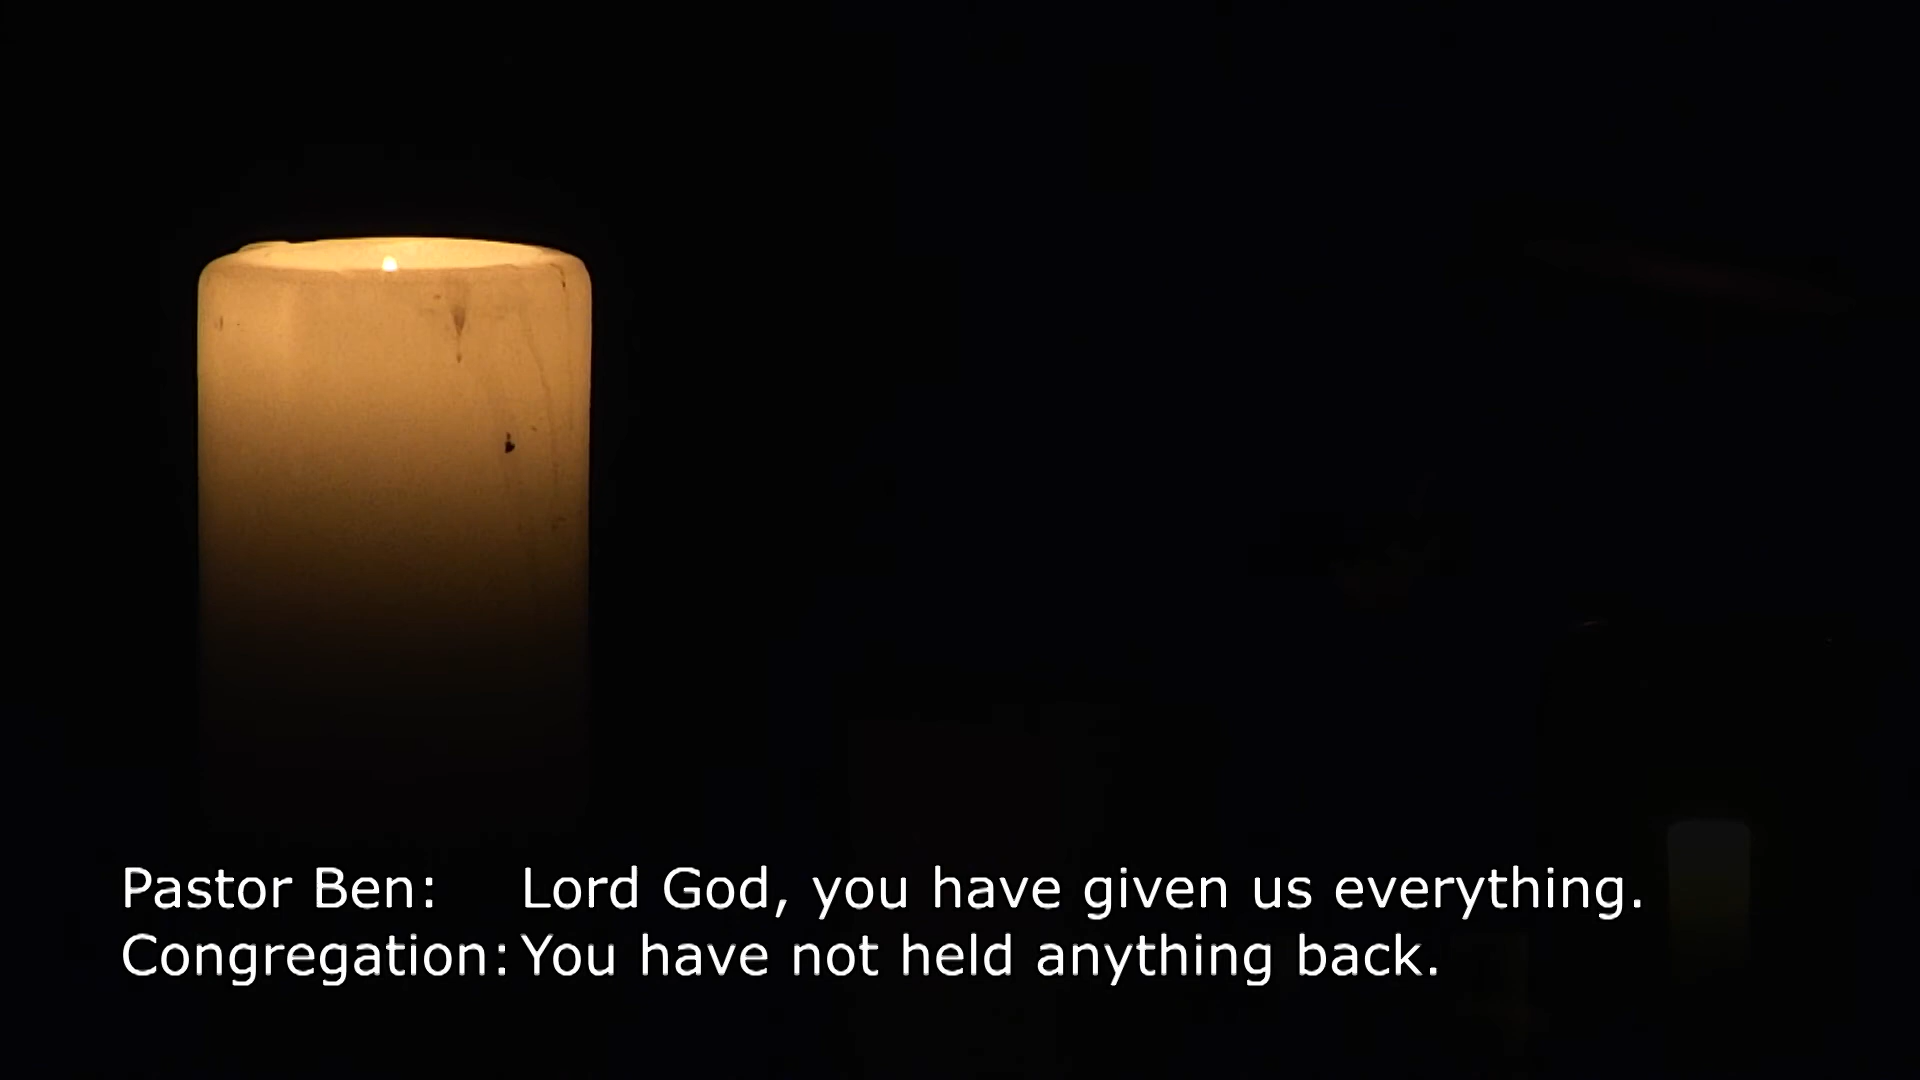 Pastor Ben: Lord God, you have given us everything.
Congregation: You have not held anything back.